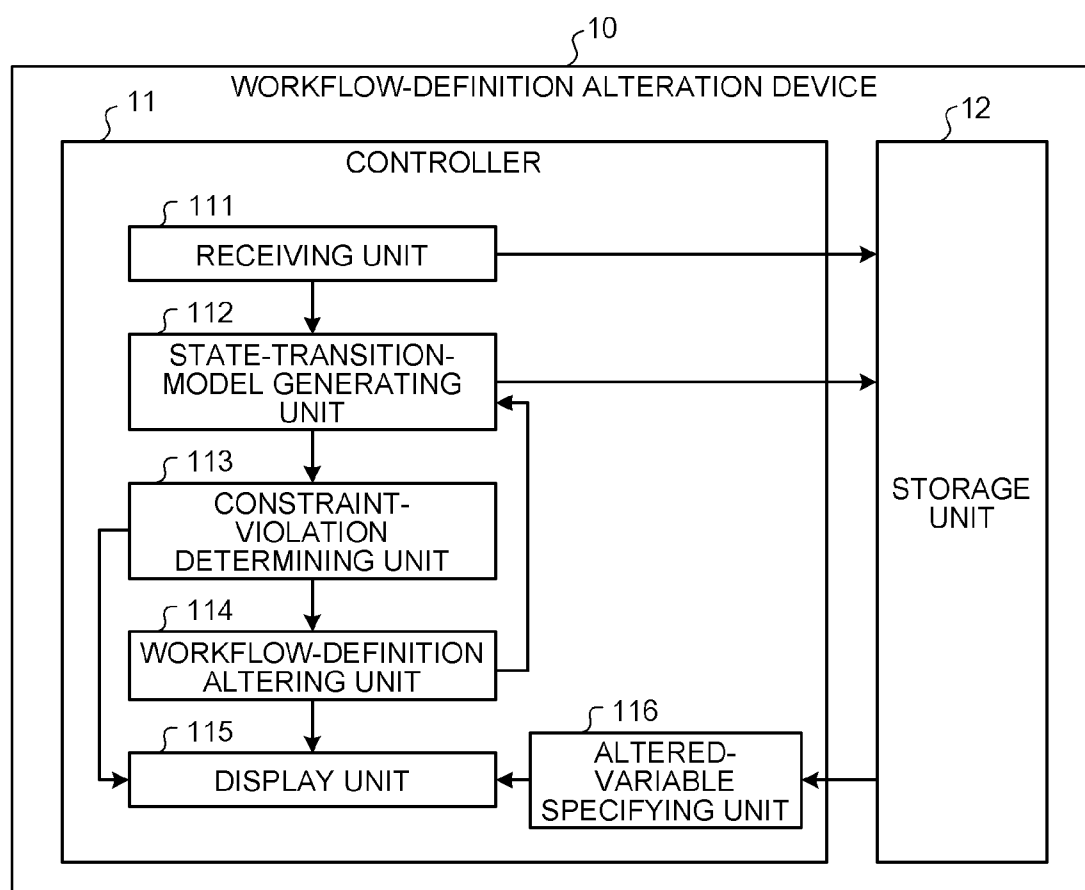 10
WORKFLOW-DEFINITION ALTERATION DEVICE
11
12
CONTROLLER
111
RECEIVING UNIT
112
STATE-TRANSITION-
MODEL GENERATING
UNIT
113
CONSTRAINT-
VIOLATION
DETERMINING UNIT
STORAGE
UNIT
114
WORKFLOW-DEFINITION
ALTERING UNIT
115
DISPLAY UNIT
116
ALTERED-
VARIABLE
SPECIFYING UNIT